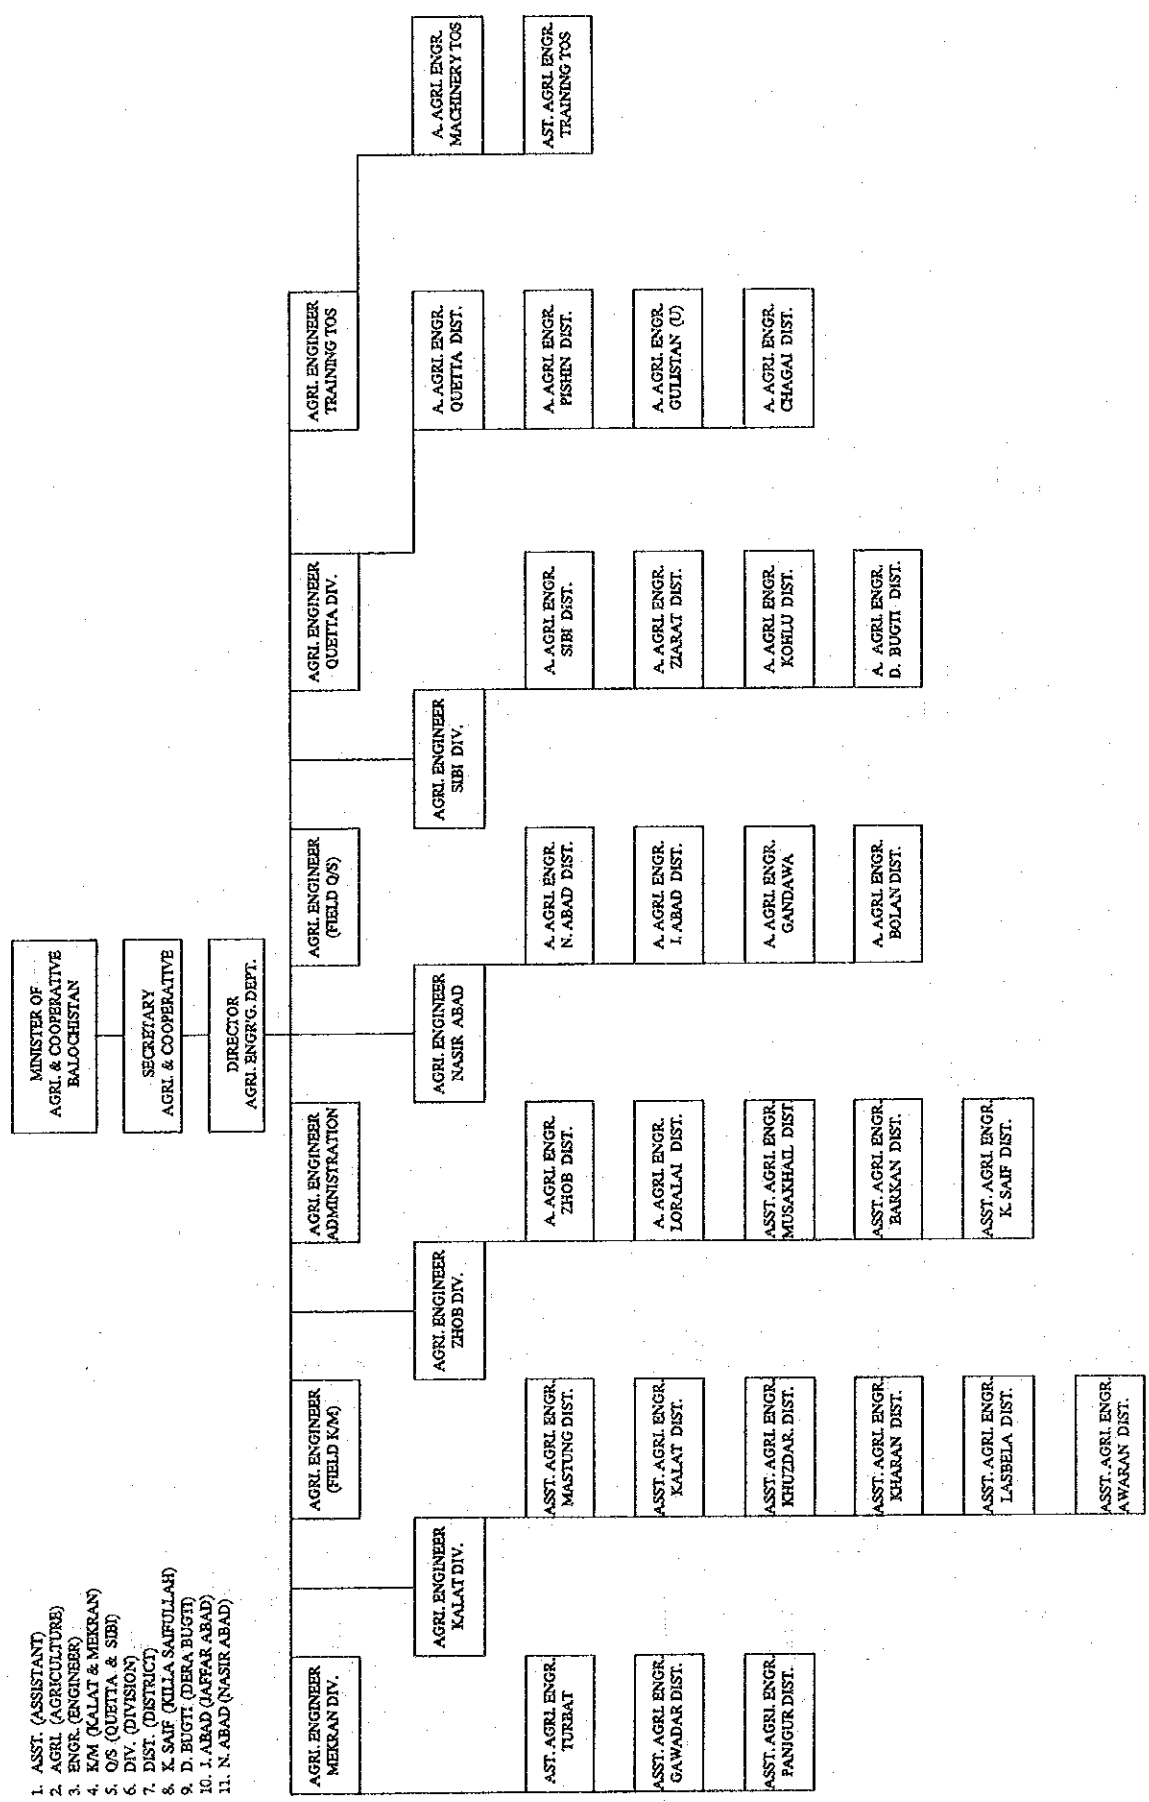 1. ASST. (ASSISTANT)
2. AGRI. (AGRICULTURE)
3. ENGR. (ENGINEER)
4. K/M (KALAT & MEKRAN)
5. Q/S (QUETTA & SIBI)
6. DIV. (DIVISION)
7. DIST. (DISTRICT)
8. K. SAIF (KILLA SAIFULLAH)
9. D. BUGTI (DERA BUGTI)
10. J. ABAD (JAFFAR ABAD)
11. N. ABAD (NASIR ABAD)
MINISTER OF
AGRI. & COOPERATIVE
BALOCHISTAN
SECRETARY
AGRI. & COOPERATIVE
DIRECTOR
AGRI. ENGR'G. DEPT.
AGRI. ENGINEER
MEKRAN DIV.
AGRI. ENGINEER
(FIELD K/M)
AGRI. ENGINEER
ADMINISTRATION
AGRI. ENGINEER
(FIELD Q/S)
AGRI. ENGINEER
QUETTA DIV.
AGRI. ENGINEER
TRAINING TOS
AGRI. ENGINEER
KALAT DIV.
AGRI. ENGINEER
ZHOB DIV.
AGRI. ENGINEER
NASIR ABAD
AGRI. ENGINEER
SIBI DIV.
AST. AGRI. ENGR.
TURBAT
ASST. AGRI. ENGR.
GAWADAR DIST.
ASST. AGRI. ENGR.
PANJGUR DIST.
ASST. AGRI. ENGR.
MASTUNG DIST.
ASST. AGRI. ENGR.
KALAT DIST.
ASST. AGRI. ENGR.
KHUZDAR. DIST.
ASST. AGRI. ENGR.
KHARAN DIST.
ASST. AGRI. ENGR.
LASBELA DIST.
ASST. AGRI. ENGR.
AWARAN DIST.
A. AGRI. ENGR.
ZHOB DIST.
A. AGRI. ENGR.
LORALAI DIST.
ASST. AGRI. ENGR.
MUSAKHAIL DIST.
ASST. AGRI. ENGR.
BARKAN DIST.
ASST. AGRI. ENGR.
K. SAIF DIST.
A. AGRI. ENGR.
N. ABAD DIST.
A. AGRI. ENGR.
J. ABAD DIST.
A. AGRI. ENGR.
GANDAWA
A. AGRI. ENGR.
BOLAN DIST.
A. AGRI. ENGR.
SIBI DIST.
A. AGRI. ENGR.
ZIARAT DIST.
A. AGRI. ENGR.
KOHLU DIST.
A. AGRI. ENGR.
D. BUGTI DIST.
A. AGRI. ENGR.
QUETTA DIST.
A. AGRI. ENGR.
PISHIN DIST.
A. AGRI. ENGR.
GULISTAN (U)
A. AGRI. ENGR.
CHAGAI DIST.
A. AGRI. ENGR.
MACHINERY TOS
AST. AGRI. ENGR.
TRAINING TOS